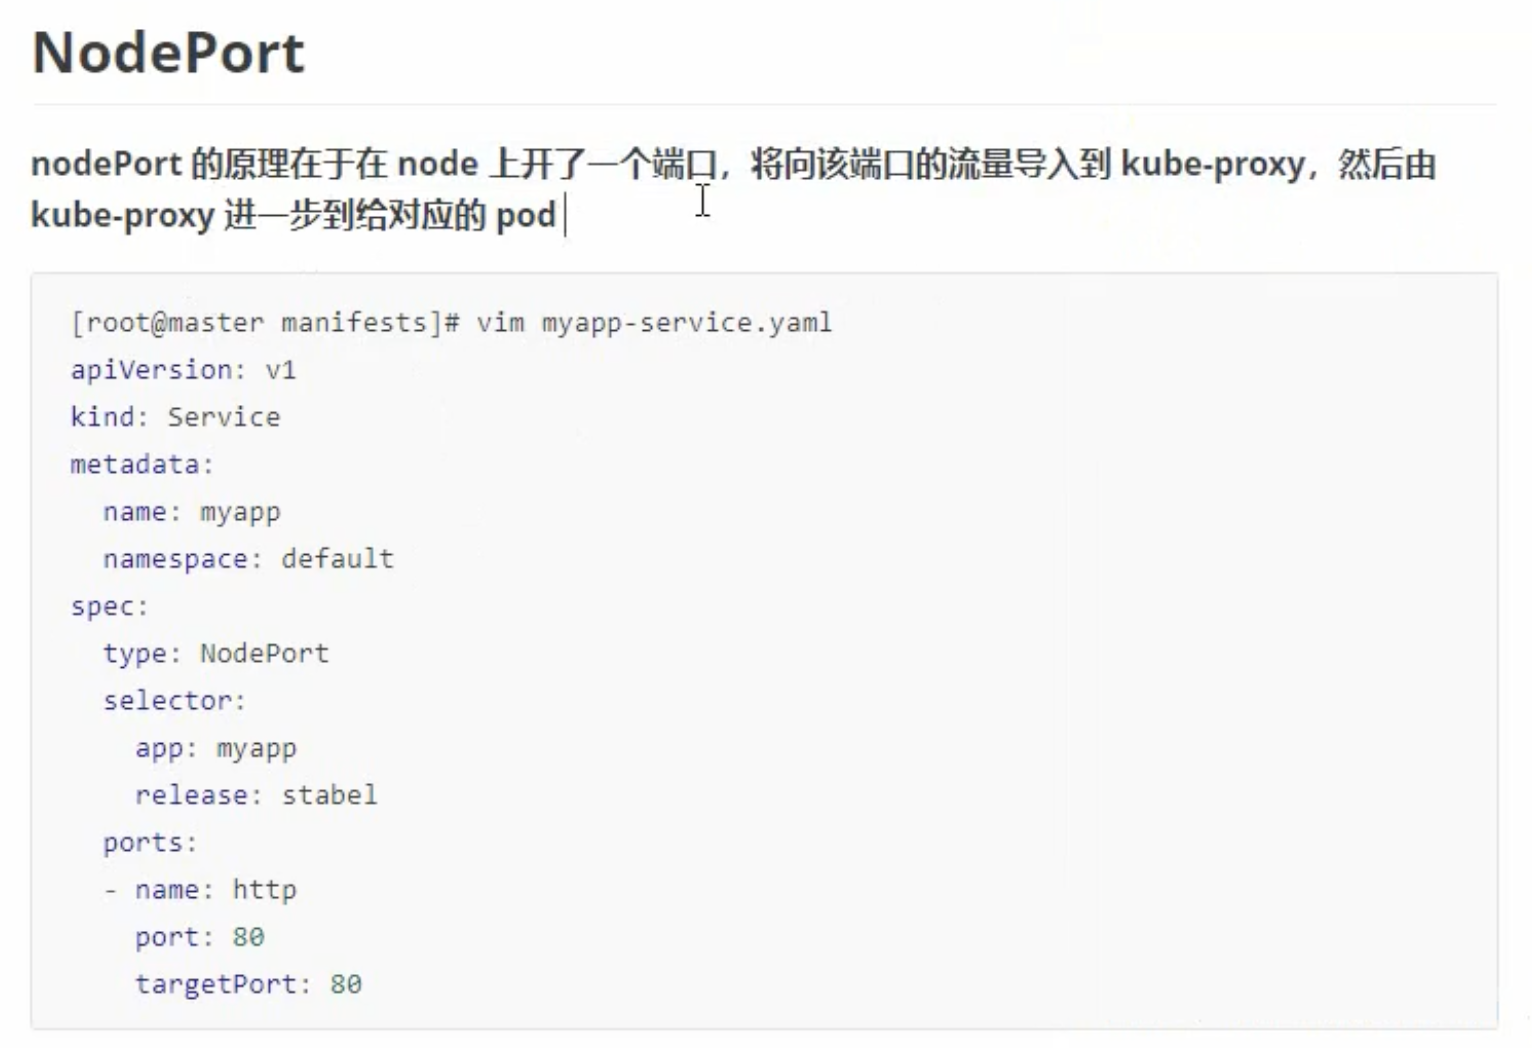 NodePort
nodePort 的原理在于在 node 上开了一个端口，将向该端口的流量导入到 kube-proxy，然后由
kube-proxy 进一步到给对应的 pod
[root@master manifests]# vim myapp-service.yaml
apiVersion: v1
kind: Service
metadata:
  name: myapp
  namespace: default
spec:
  type: NodePort
  selector:
    app: myapp
    release: stabel
  ports:
  - name: http
    port: 80
    targetPort: 80